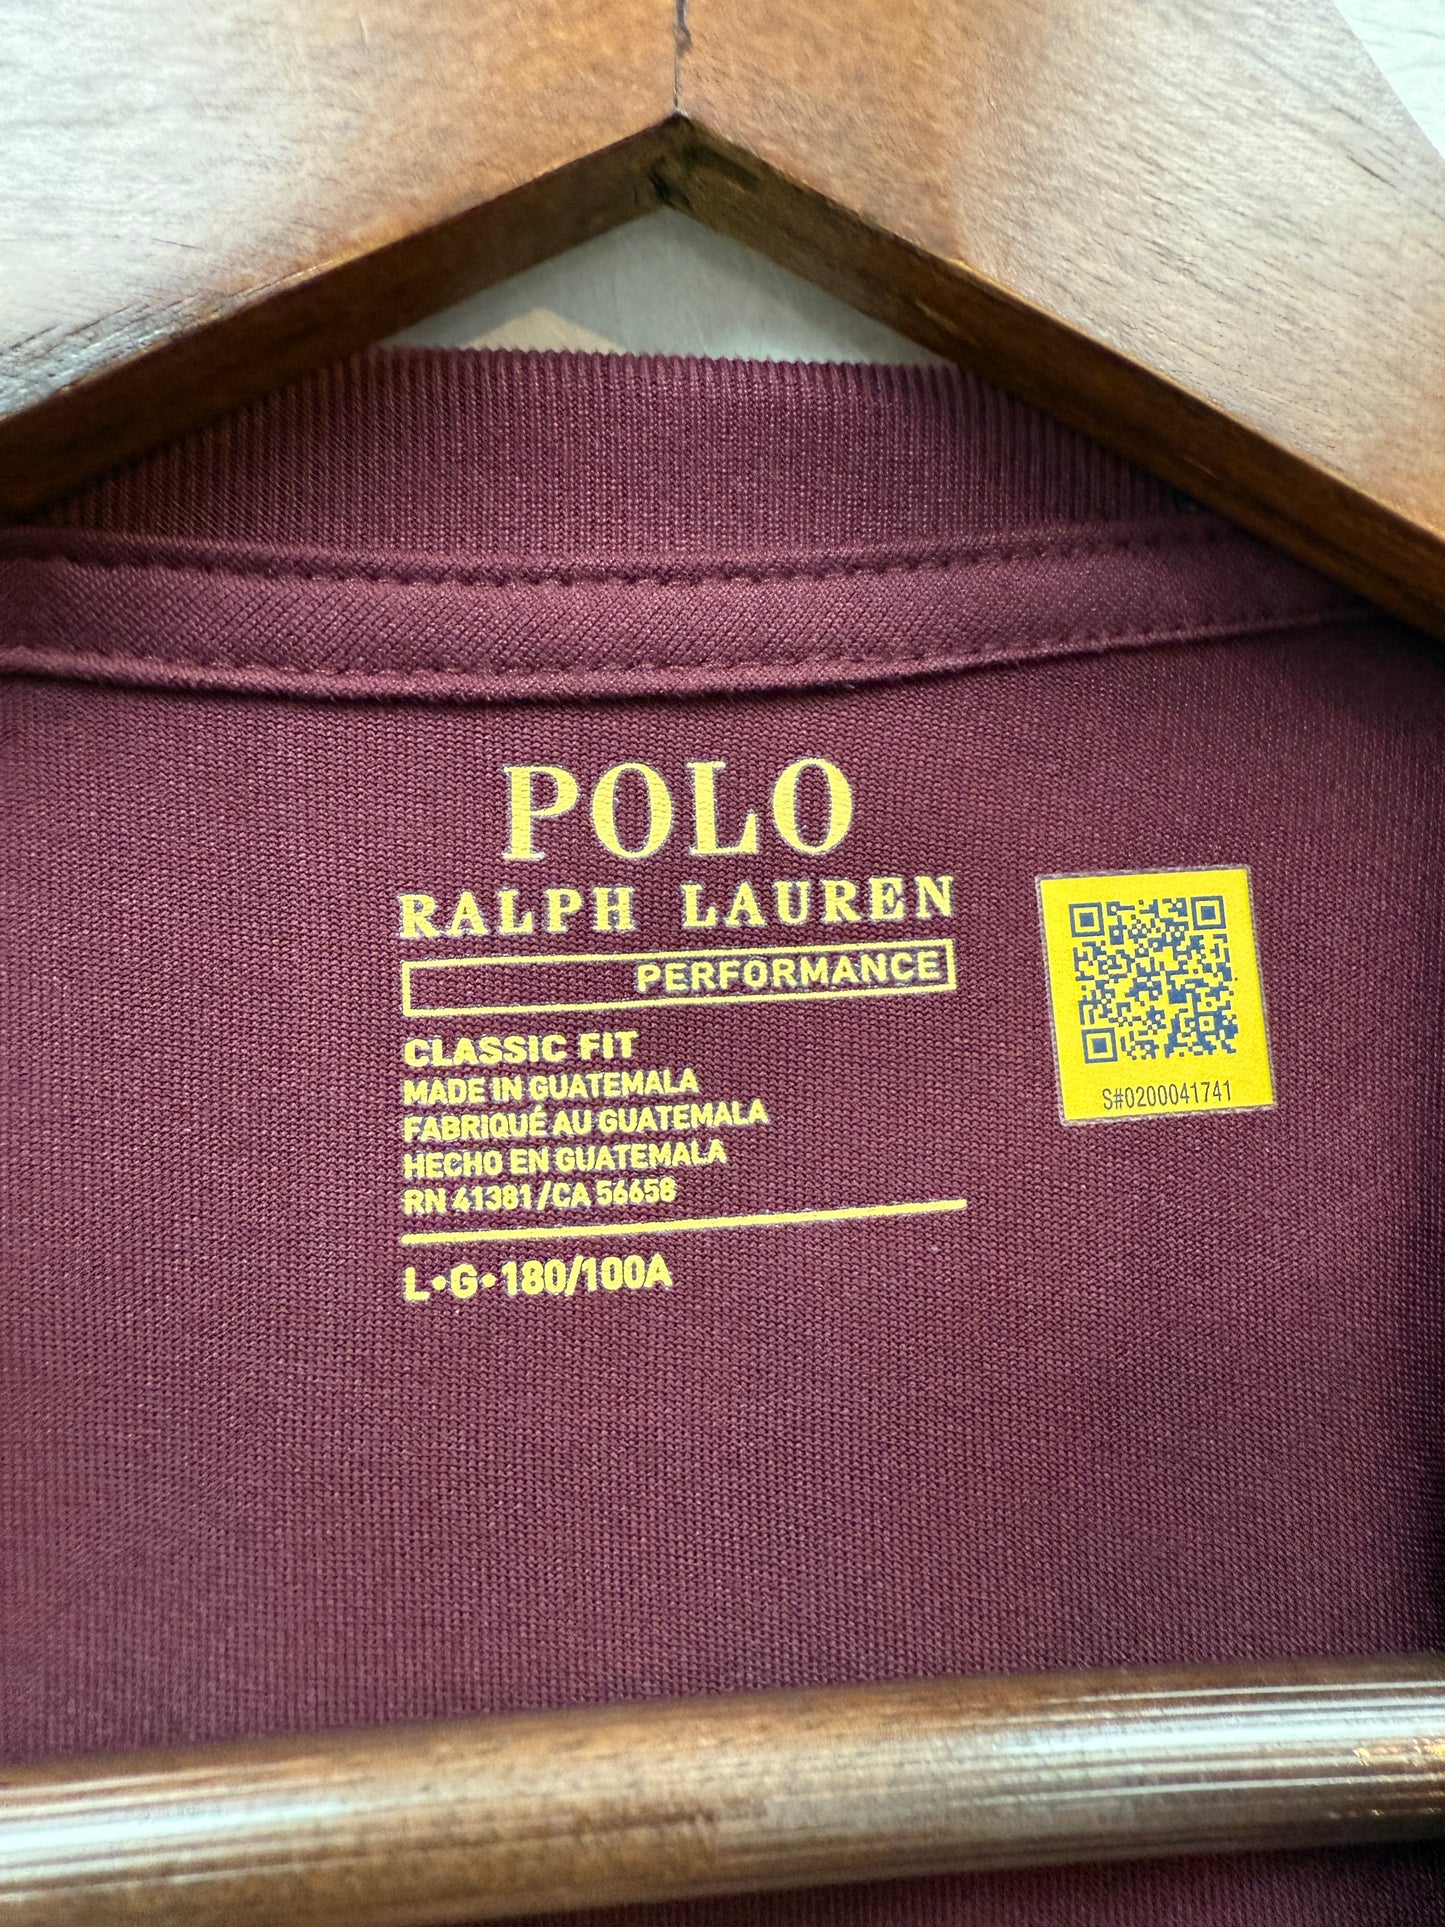 POLO
RALPH LAUREN
PERFORMANCE
CLASSIC FIT
MADE IN GUATEMALA
FABRIQUÉ AU GUATEMALA
HECHO EN GUATEMALA
RN 41381/CA 56658
L•G•180/100A
S#0200041741